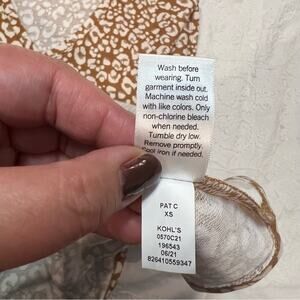 Wash before
wearing. Turn
garment inside out.
Machine wash cold
with like colors. Only
non-chlorine bleach
when needed.
Tumble dry low.
Remove promptly.
Cool iron if needed.
PAT C
XS
KOHL'S
0570C21
196543
06/21
826410559347